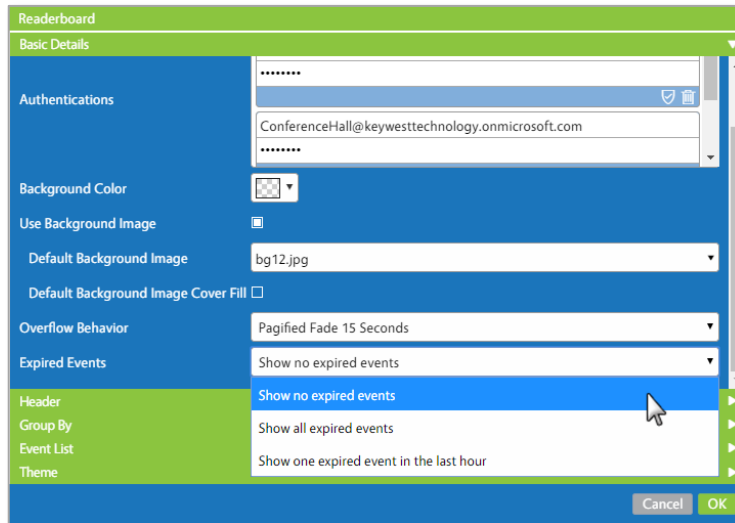 Readerboard
Basic Details
••••••••
Authentications
ConferenceHall@keywesttechnology.onmicrosoft.com
••••••••
Background Color
Use Background Image
Default Background Image bg12.jpg
Default Background Image Cover Fill
Overflow Behavior Pagified Fade 15 Seconds
Expired Events Show no expired events
Header Show no expired events
Group By Show all expired events
Event List
Show one expired event in the last hour
Theme
Cancel OK